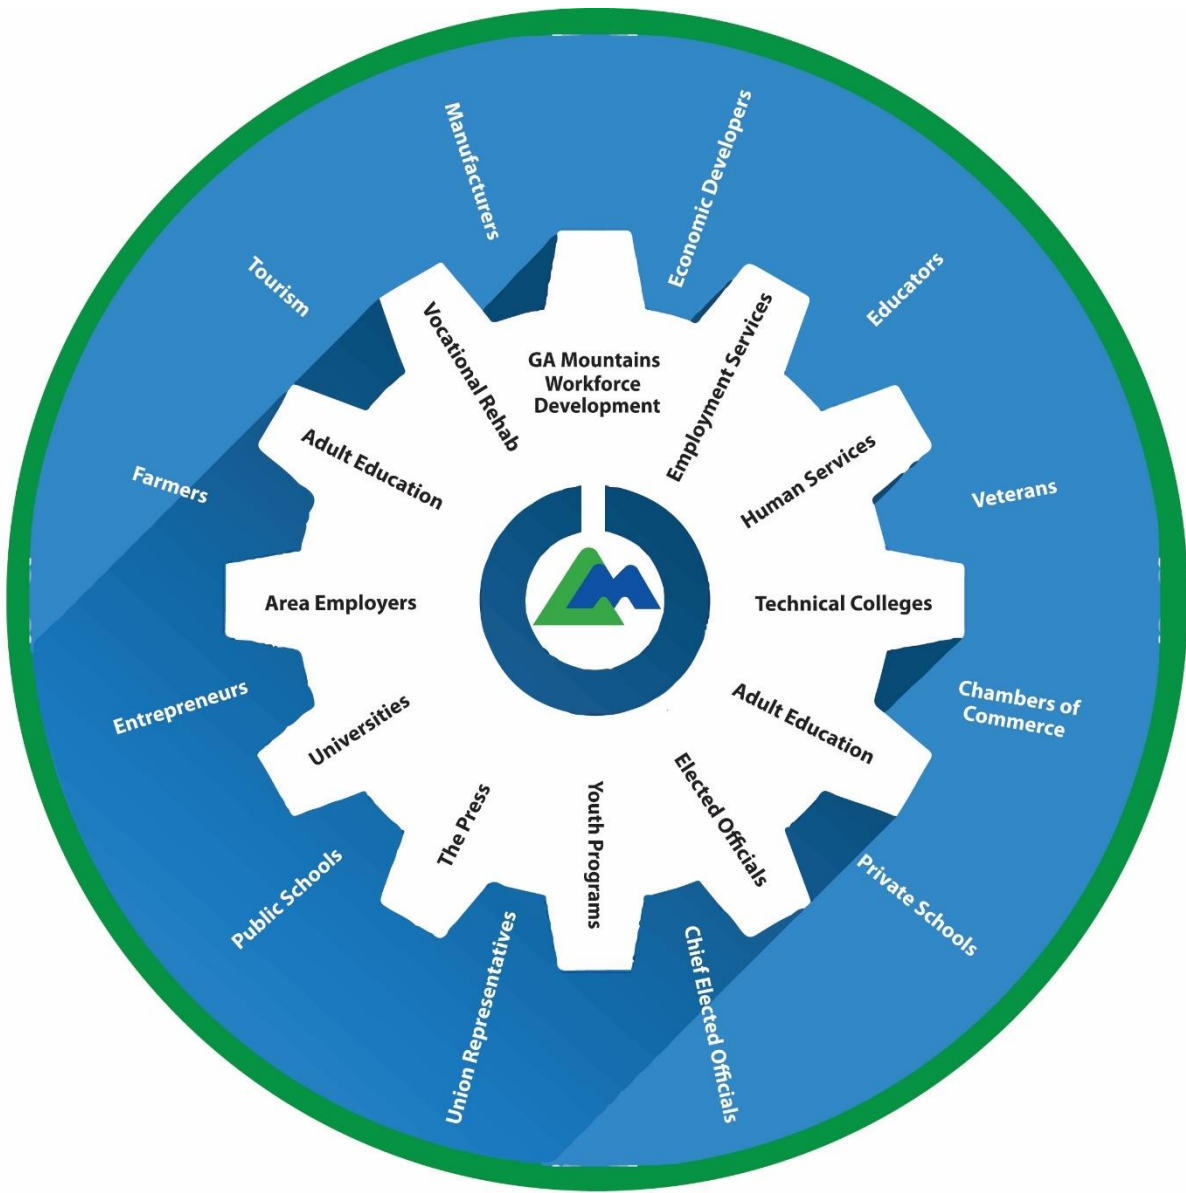 Manufacturers
Economic Developers
Educators
Veterans
Chambers of
Commerce
Private Schools
Chief Elected Officials
Union Representatives
Public Schools
Entrepreneurs
Farmers
Tourism
GA Mountains
Workforce
Development
Employment Services
Human Services
Technical Colleges
Adult Education
Elected Officials
Youth Programs
The Press
Universities
Area Employers
Adult Education
Vocational Rehab